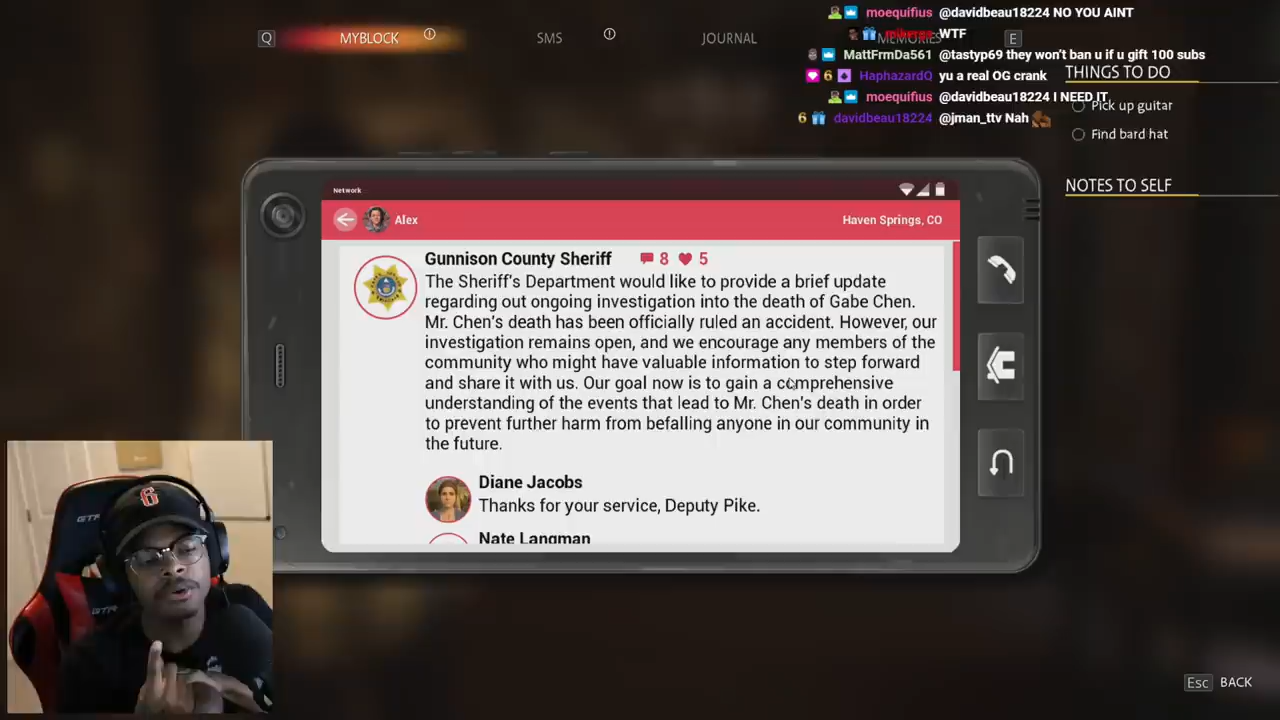 moequifius @davidbeau18224 NO YOU AINT
Q MYBLOCK SMS JOURNAL MEMORIES E
WTF
MattFrmDa561 @tastyp69 they won't ban u if u gift 100 subs
THINGS TO DO
6 HaphazardQ yu a real OG crank
moequifius @davidbeau18224 I NEED IT
Pick up guitar
6 davidbeau18224 @jman_ttv Nah
Find bard hat
NOTES TO SELF
Network
Alex Haven Springs, CO
Gunnison County Sheriff 8 5
The Sheriff's Department would like to provide a brief update
regarding out ongoing investigation into the death of Gabe Chen.
Mr. Chen's death has been officially ruled an accident. However, our
investigation remains open, and we encourage any members of the
community who might have valuable information to step forward
and share it with us. Our goal now is to gain a comprehensive
understanding of the events that lead to Mr. Chen's death in order
to prevent further harm from befalling anyone in our community in
the future.
Diane Jacobs
Thanks for your service, Deputy Pike.
Nate Langman
6
GTR
Esc BACK